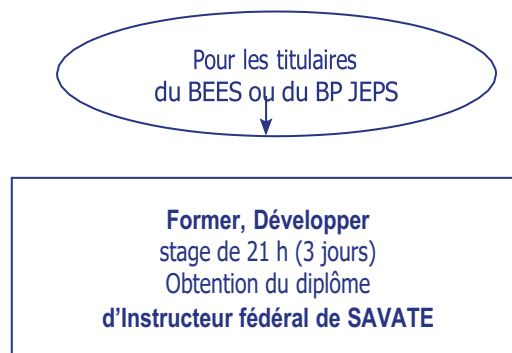 Pour les titulaires
du BEES ou du BP JEPS
Former, Développer
stage de 21 h (3 jours)
Obtention du diplôme
d'Instructeur fédéral de SAVATE